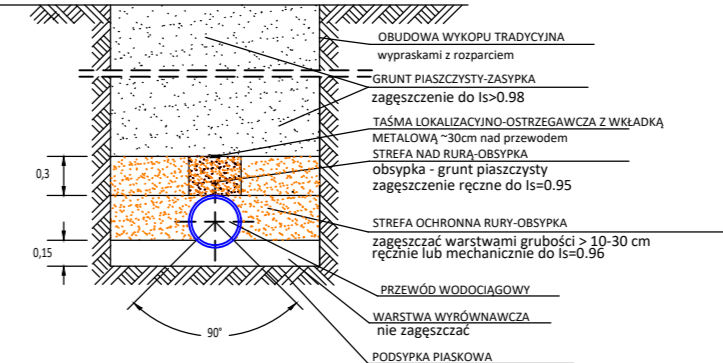 OBUDOWA WYKOPU TRADYCYJNA
wypraskami z rozparciem
GRUNT PIASZCZYSTY-ZASYPKA
zagęszczenie do Is>0.98
TAŚMA LOKALIZACYJNO-OSTRZEGAWCZA Z WKŁADKĄ
METALOWĄ ~30cm nad przewodem
STREFA NAD RURĄ-OBSYPKA
obsypka - grunt piaszczysty
zagęszczenie ręczne do Is=0.95
0,3
STREFA OCHRONNA RURY-OBSYPKA
zagęszczać warstwami grubości > 10-30 cm
ręcznie lub mechanicznie do Is=0.96
0,15
PRZEWÓD WODOCIĄGOWY
WARSTWA WYRÓWNAWCZA
nie zagęszczać
90°
PODSYPKA PIASKOWA